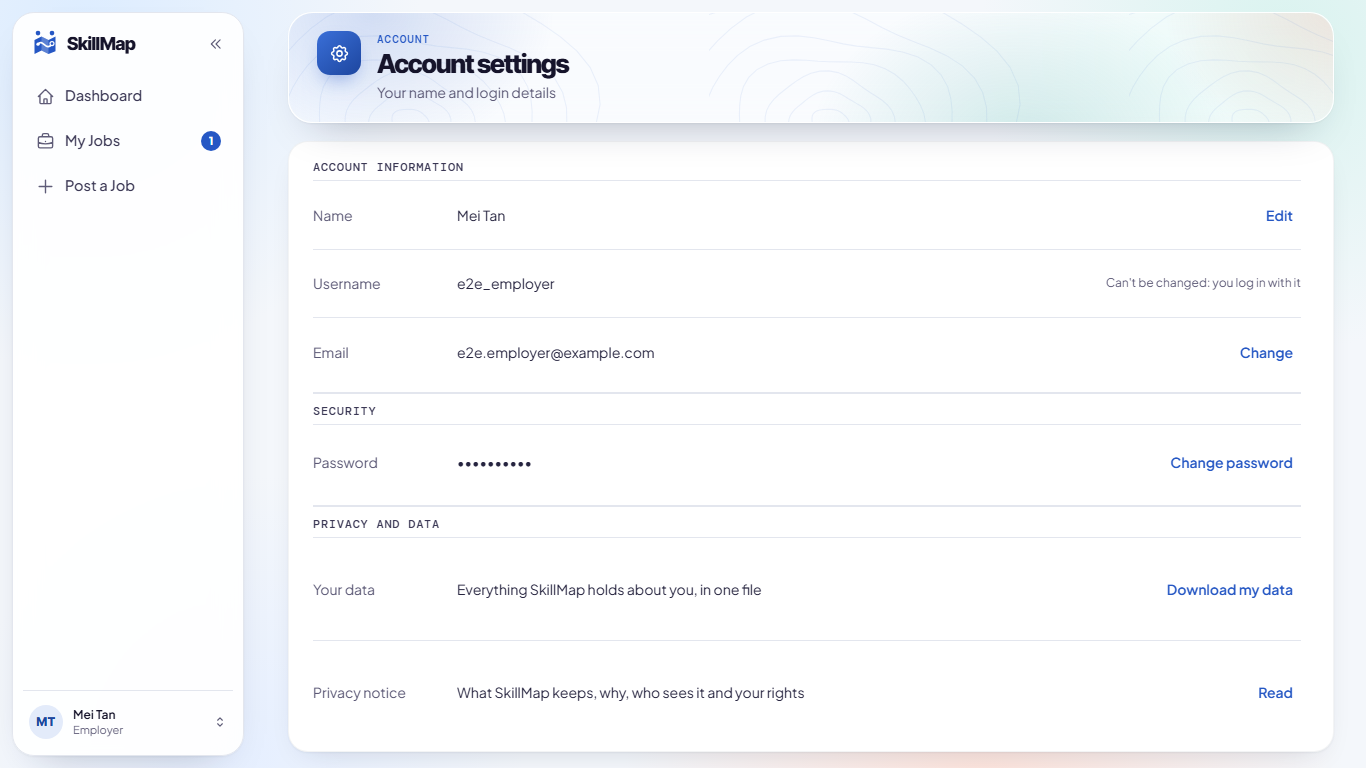 SkillMap
Dashboard
My Jobs 1
Post a Job
MT
Mei Tan
Employer
ACCOUNT
Account settings
Your name and login details
ACCOUNT INFORMATION
Name Mei Tan Edit
Username e2e_employer Can't be changed: you log in with it
Email e2e.employer@example.com Change
SECURITY
Password •••••••••• Change password
PRIVACY AND DATA
Your data Everything SkillMap holds about you, in one file Download my data
Privacy notice What SkillMap keeps, why, who sees it and your rights Read